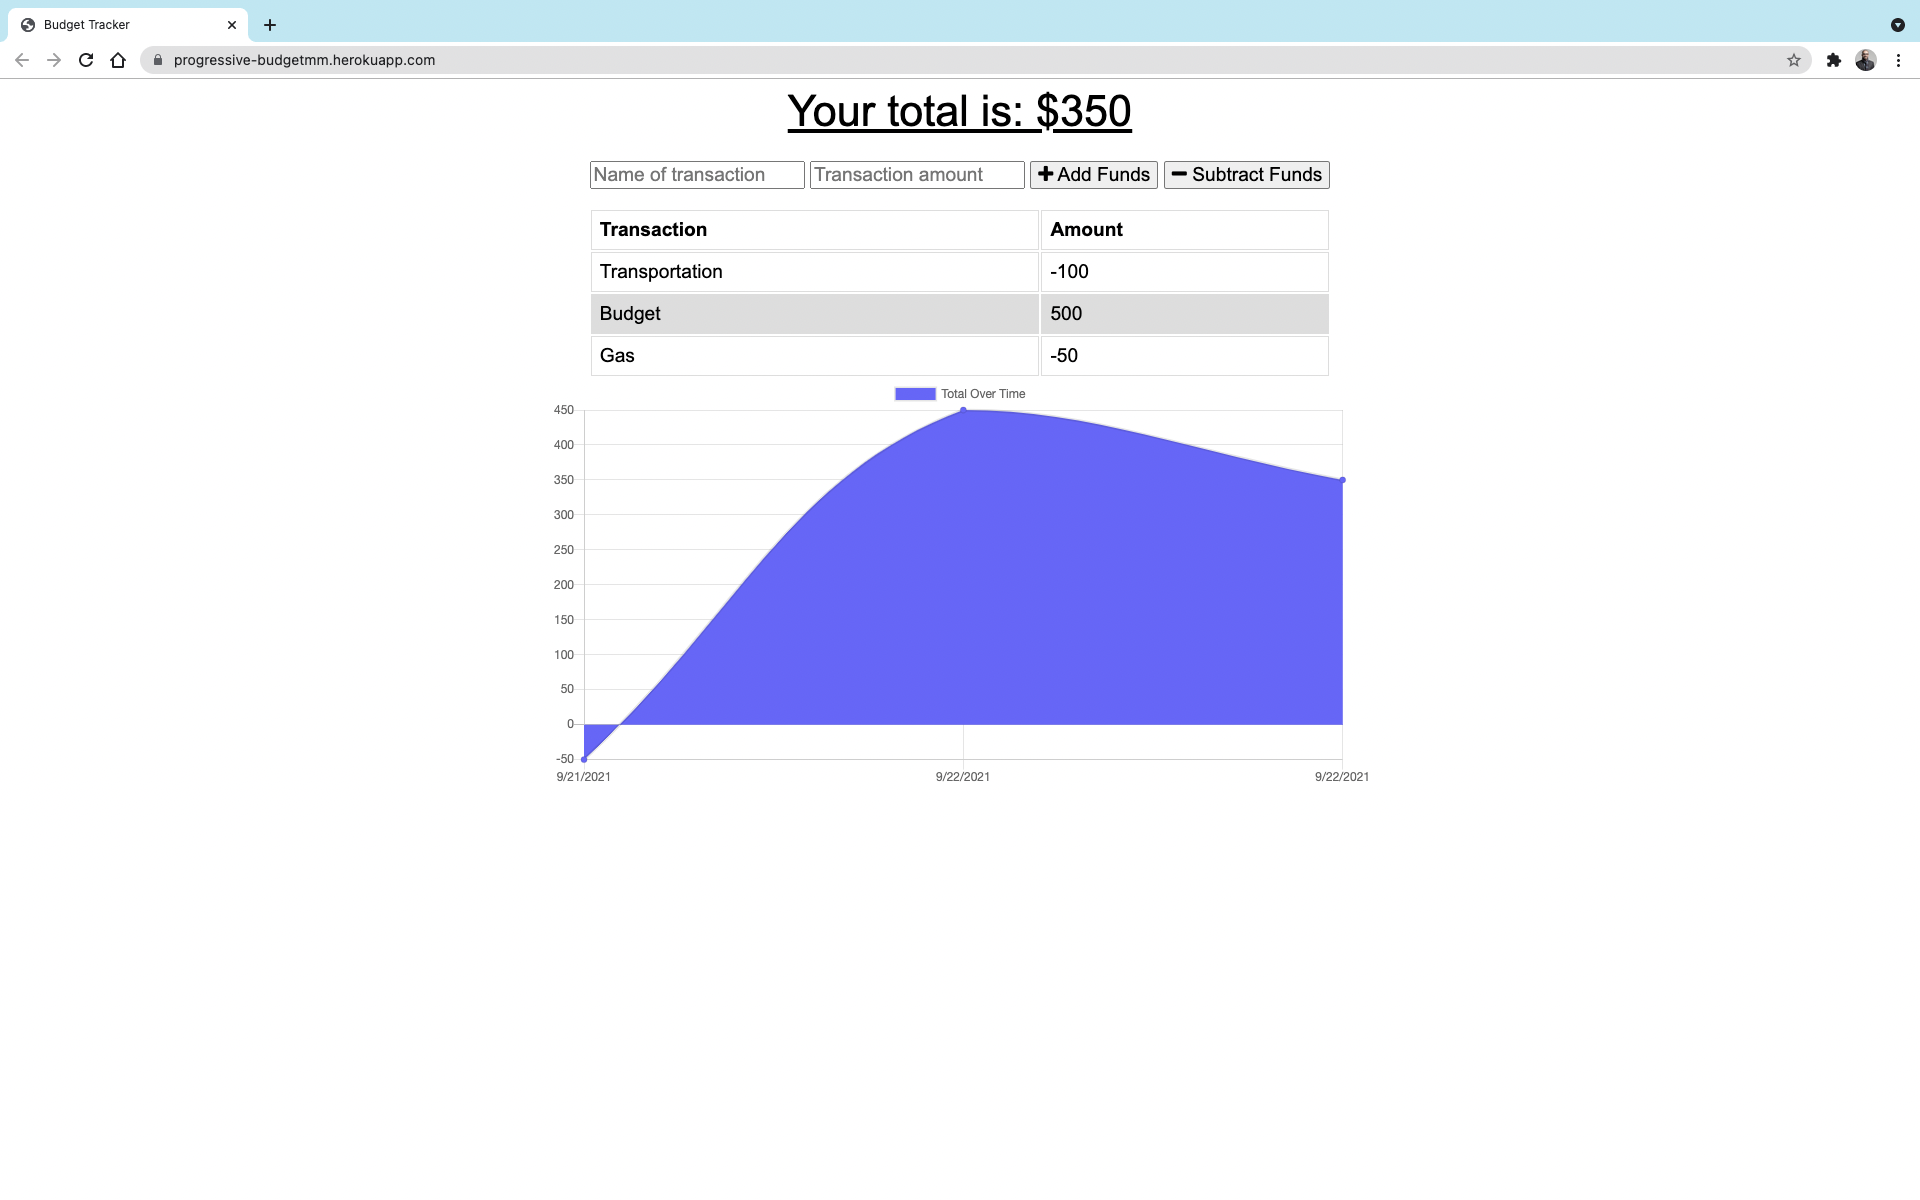 Budget Tracker
progressive-budgetmm.herokuapp.com
Your total is: $350
Name of transaction Transaction amount Add Funds Subtract Funds
Transaction Amount
Transportation -100
Budget 500
Gas -50
Total Over Time
450
400
350
300
250
200
150
100
50
0
-50
9/21/2021 9/22/2021 9/22/2021